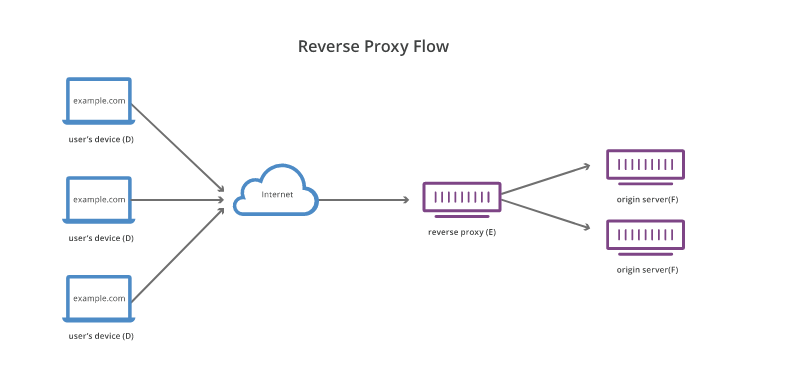 Reverse Proxy Flow
example.com
user's device (D)
example.com
user's device (D)
example.com
user's device (D)
Internet
reverse proxy (E)
origin server(F)
origin server(F)